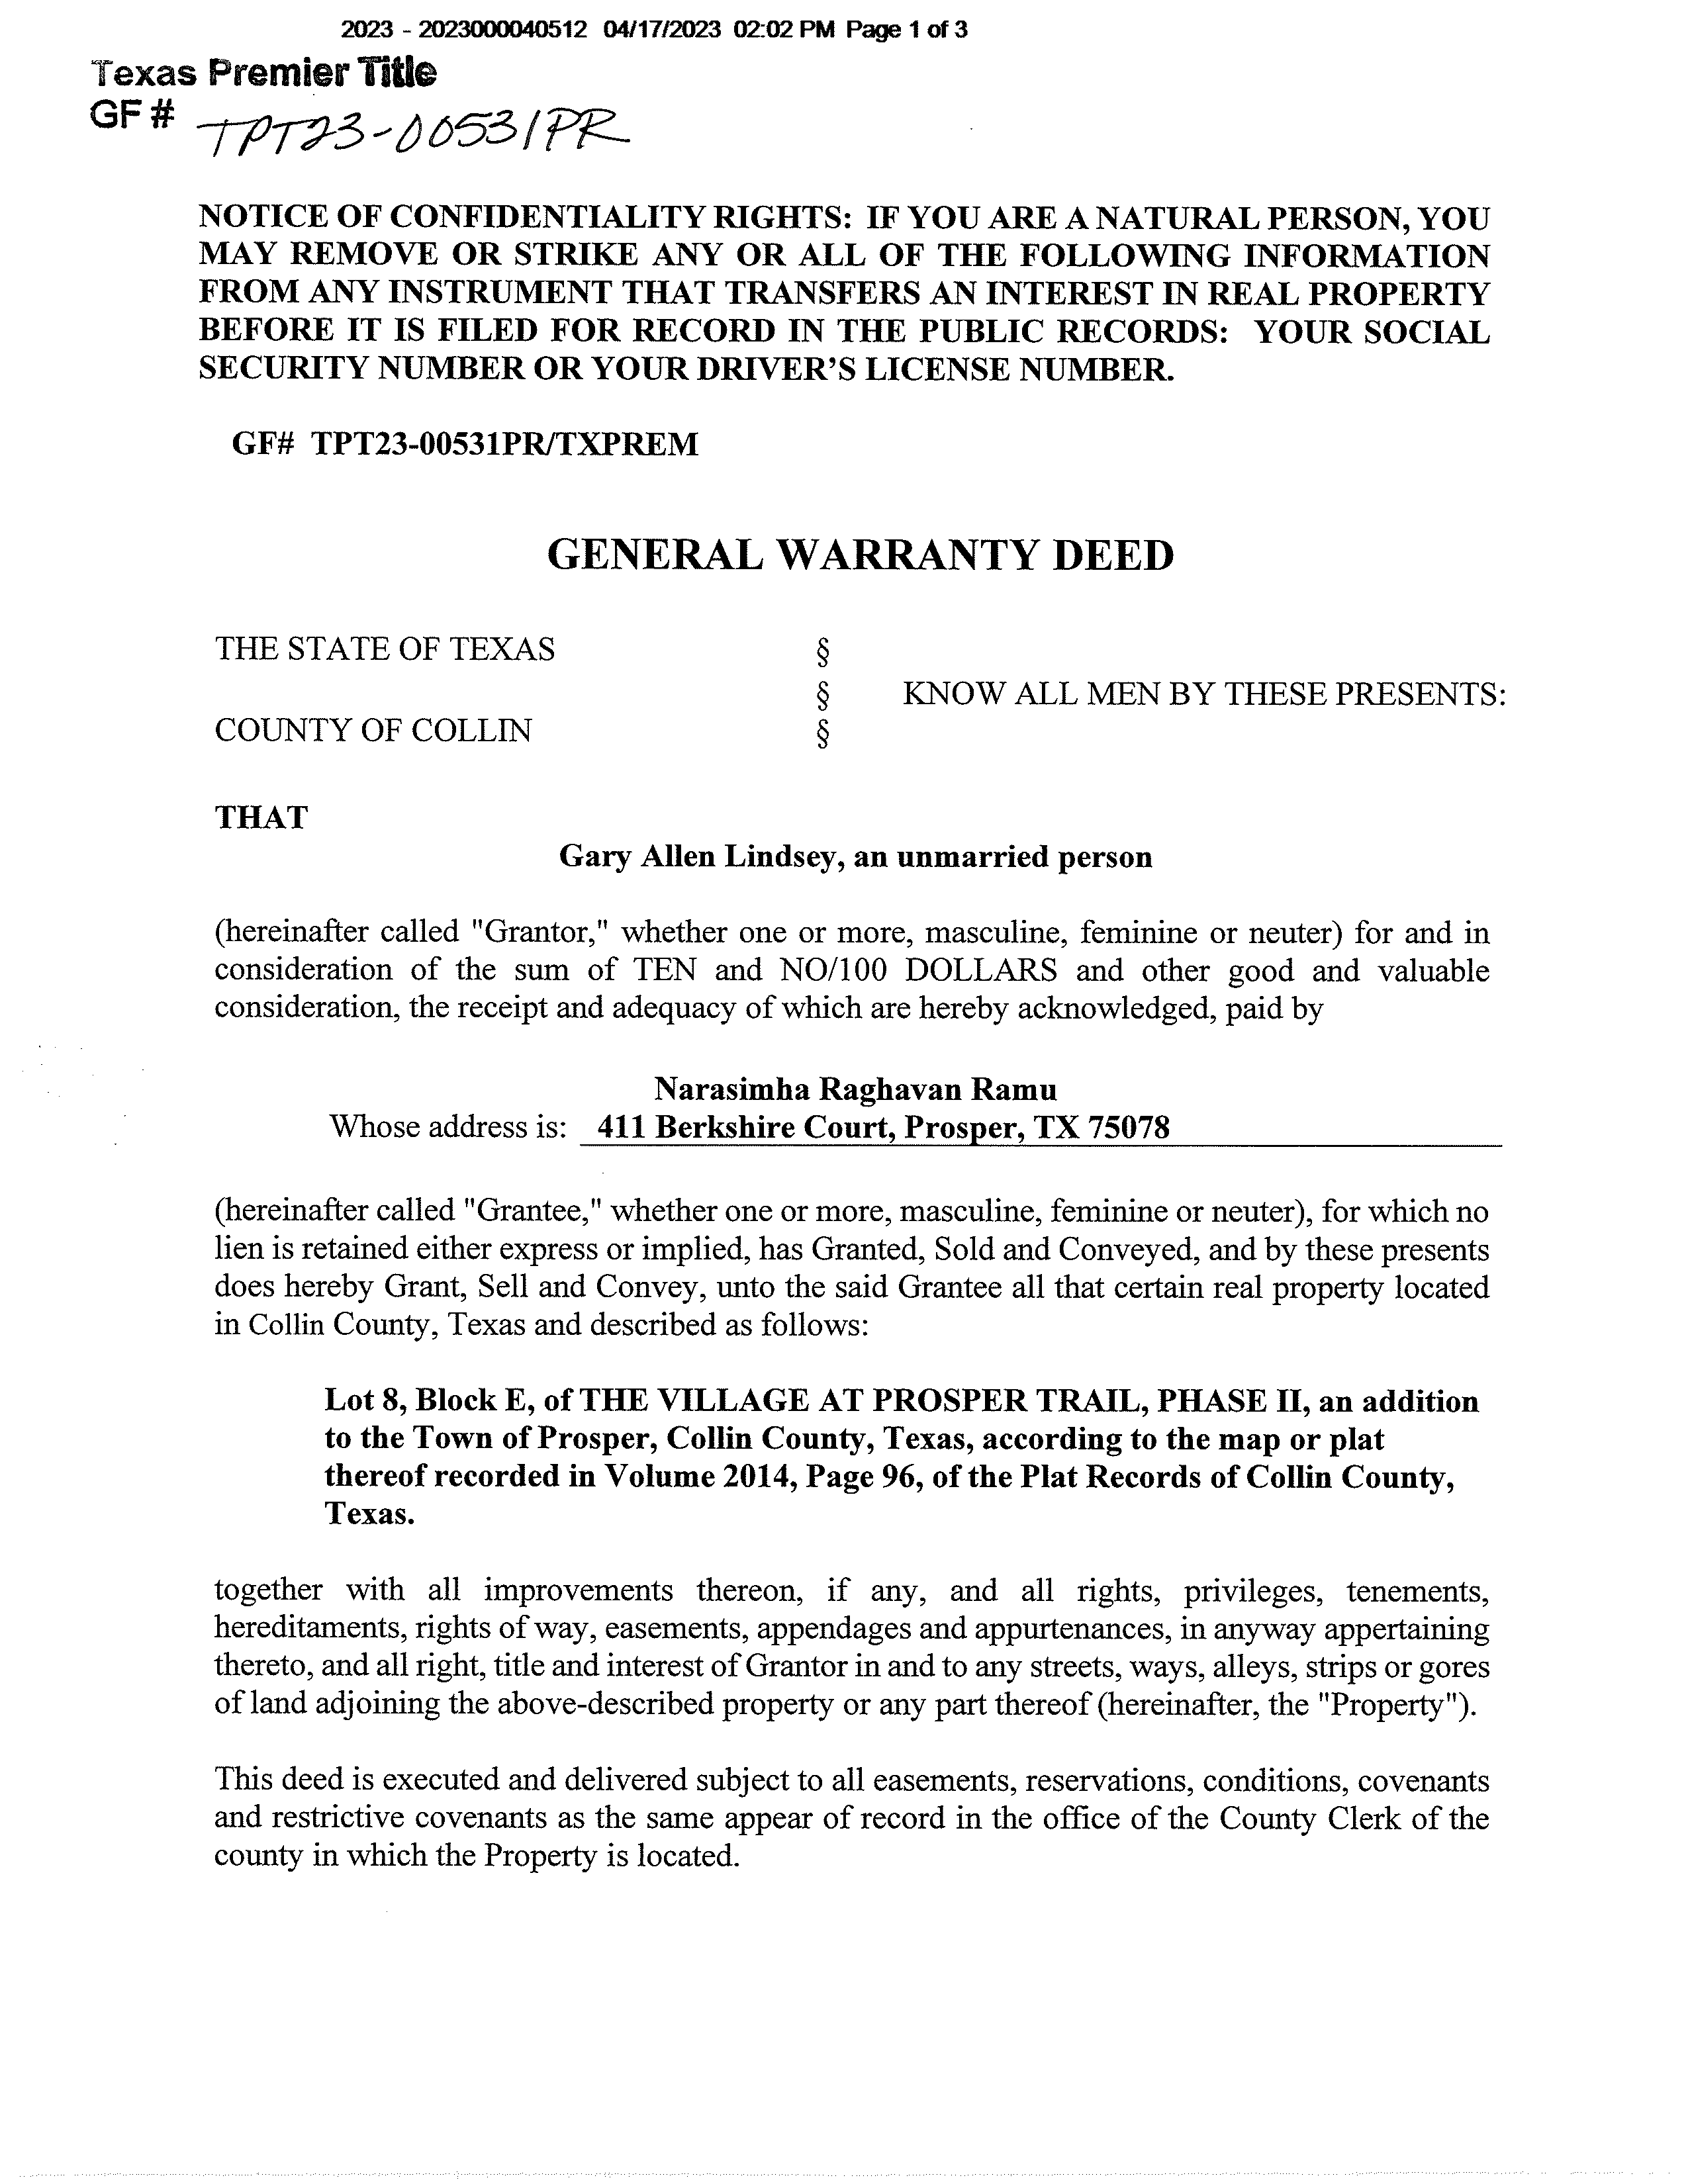 2023 - 2023000040512 04/17/2023 02:02 PM Page 1 of 3
Texas Premier Title
GF # TPT23-00531PR
NOTICE OF CONFIDENTIALITY RIGHTS: IF YOU ARE A NATURAL PERSON, YOU
MAY REMOVE OR STRIKE ANY OR ALL OF THE FOLLOWING INFORMATION
FROM ANY INSTRUMENT THAT TRANSFERS AN INTEREST IN REAL PROPERTY
BEFORE IT IS FILED FOR RECORD IN THE PUBLIC RECORDS: YOUR SOCIAL
SECURITY NUMBER OR YOUR DRIVER'S LICENSE NUMBER.
GF# TPT23-00531PR/TXPREM
GENERAL WARRANTY DEED
THE STATE OF TEXAS §
§ KNOW ALL MEN BY THESE PRESENTS:
COUNTY OF COLLIN §
THAT
Gary Allen Lindsey, an unmarried person
(hereinafter called "Grantor," whether one or more, masculine, feminine or neuter) for and in
consideration of the sum of TEN and NO/100 DOLLARS and other good and valuable
consideration, the receipt and adequacy of which are hereby acknowledged, paid by
Narasimha Raghavan Ramu
Whose address is: 411 Berkshire Court, Prosper, TX 75078
(hereinafter called "Grantee," whether one or more, masculine, feminine or neuter), for which no
lien is retained either express or implied, has Granted, Sold and Conveyed, and by these presents
does hereby Grant, Sell and Convey, unto the said Grantee all that certain real property located
in Collin County, Texas and described as follows:
Lot 8, Block E, of THE VILLAGE AT PROSPER TRAIL, PHASE II, an addition
to the Town of Prosper, Collin County, Texas, according to the map or plat
thereof recorded in Volume 2014, Page 96, of the Plat Records of Collin County,
Texas.
together with all improvements thereon, if any, and all rights, privileges, tenements,
hereditaments, rights of way, easements, appendages and appurtenances, in anyway appertaining
thereto, and all right, title and interest of Grantor in and to any streets, ways, alleys, strips or gores
of land adjoining the above-described property or any part thereof (hereinafter, the "Property").
This deed is executed and delivered subject to all easements, reservations, conditions, covenants
and restrictive covenants as the same appear of record in the office of the County Clerk of the
county in which the Property is located.